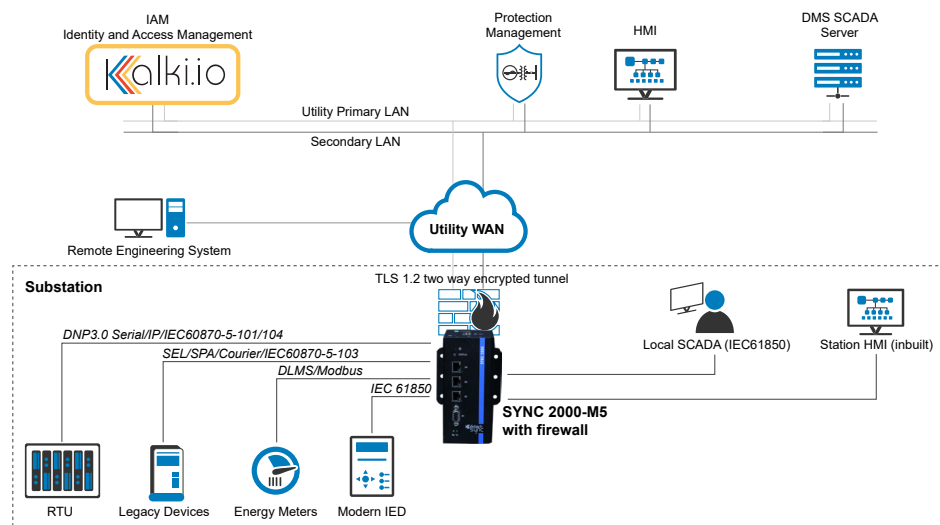 IAM
Identity and Access Management
Kalki.io
Protection
Management
HMI
DMS SCADA
Server
Utility Primary LAN
Secondary LAN
Utility WAN
Remote Engineering System
TLS 1.2 two way encrypted tunnel
Substation
DNP3.0 Serial/IP/IEC60870-5-101/104
SEL/SPA/Courier/IEC60870-5-103
DLMS/Modbus
IEC 61850
Local SCADA (IEC61850)
Station HMI (inbuilt)
SYNC 2000-M5
with firewall
RTU
Legacy Devices
Energy Meters
Modern IED